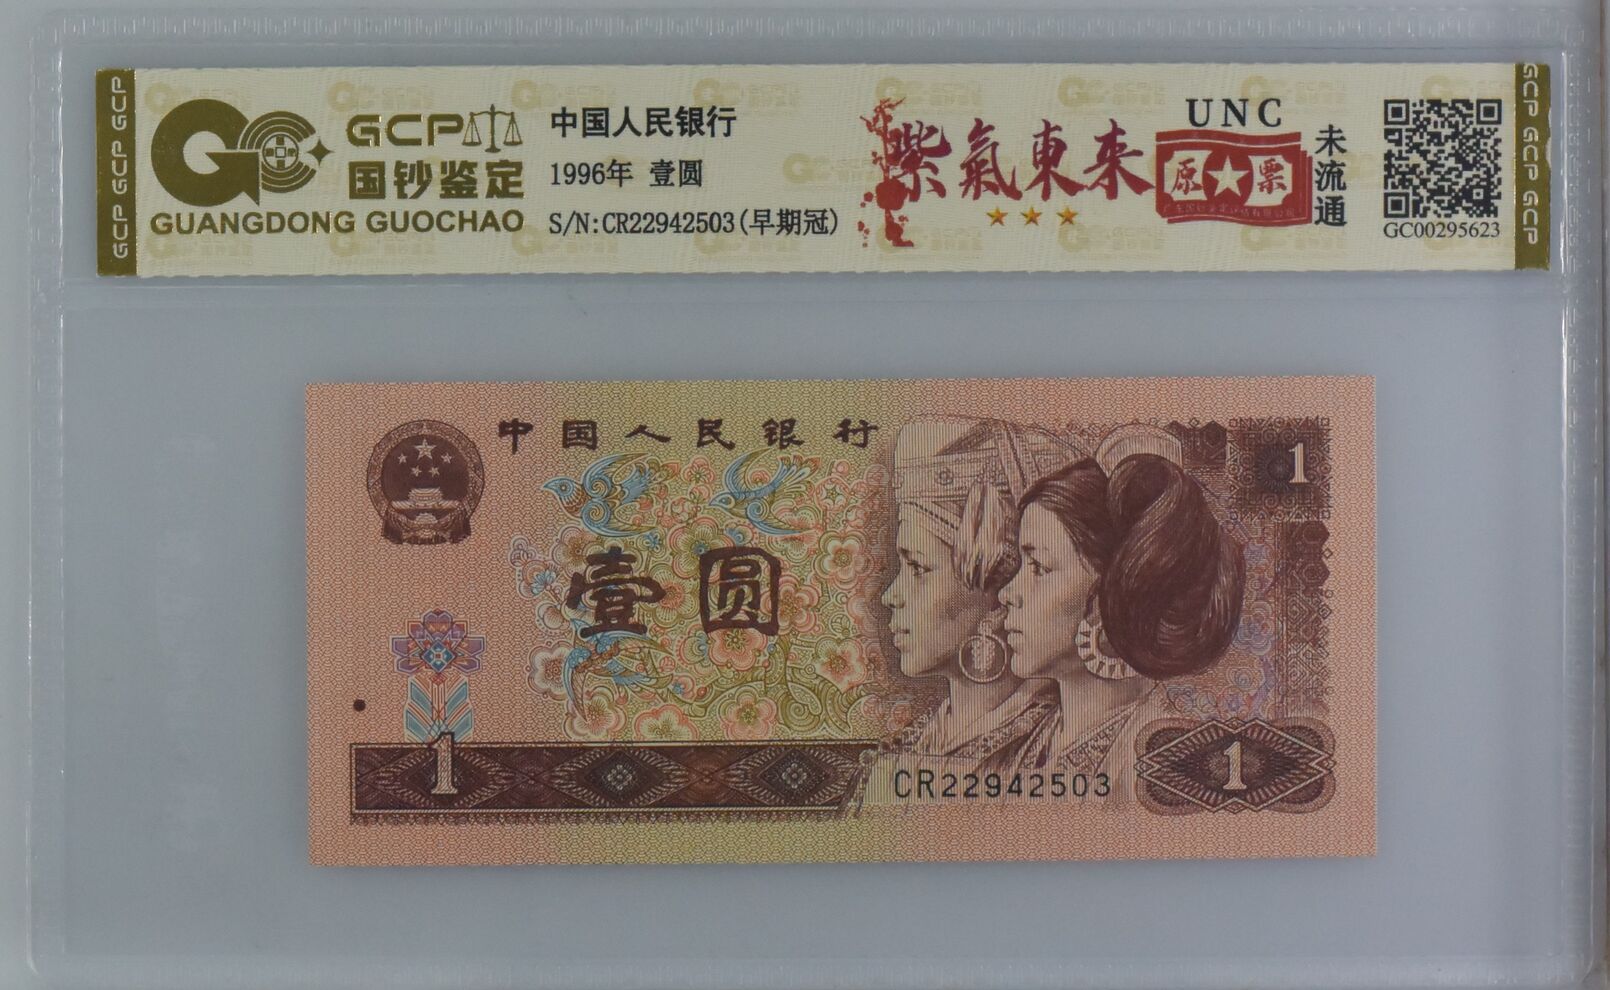 GCP GCP GCP
GCP
国钞鉴定
GUANGDONG GUOCHAO
中国人民银行
1996年 壹圆
S/N:CR22942503(早期冠)
紫氣東来
UNC
原票
未流通
GC00295623
GCP GCP GCP
中国人民银行
1
壹圆
1
CR22942503
1